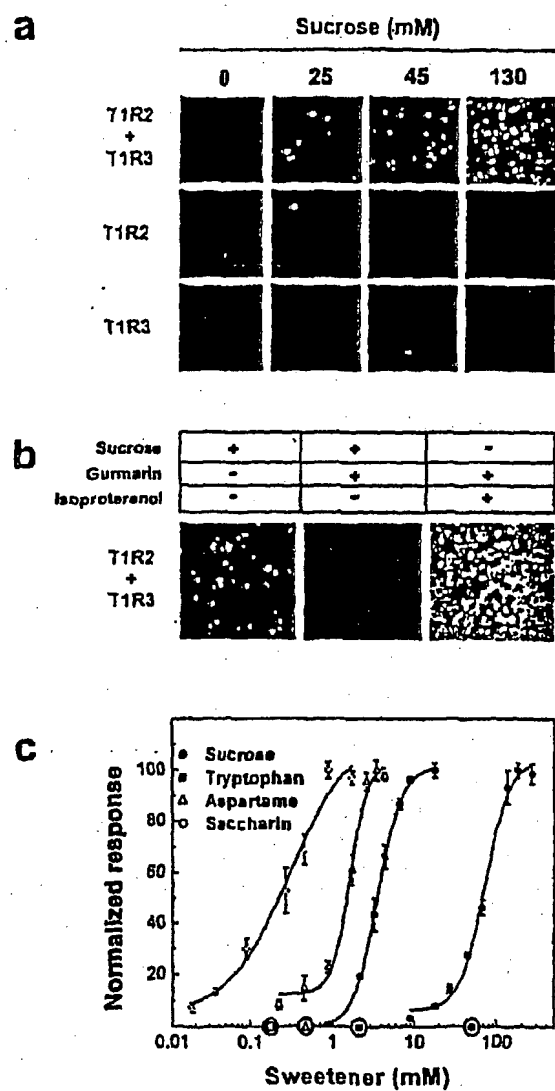 a
Sucrose (mM)
0 25 45 130
T1R2
+
T1R3
T1R2
T1R3
b
Sucrose + + -
Gurmarin - + +
Isoproterenol - - +
T1R2
+
T1R3
c
Normalized response
100
80
60
40
20
Sucrose
Tryptophan
Aspartame
Saccharin
0.01 0.1 1 10 100
Sweetener (mM)